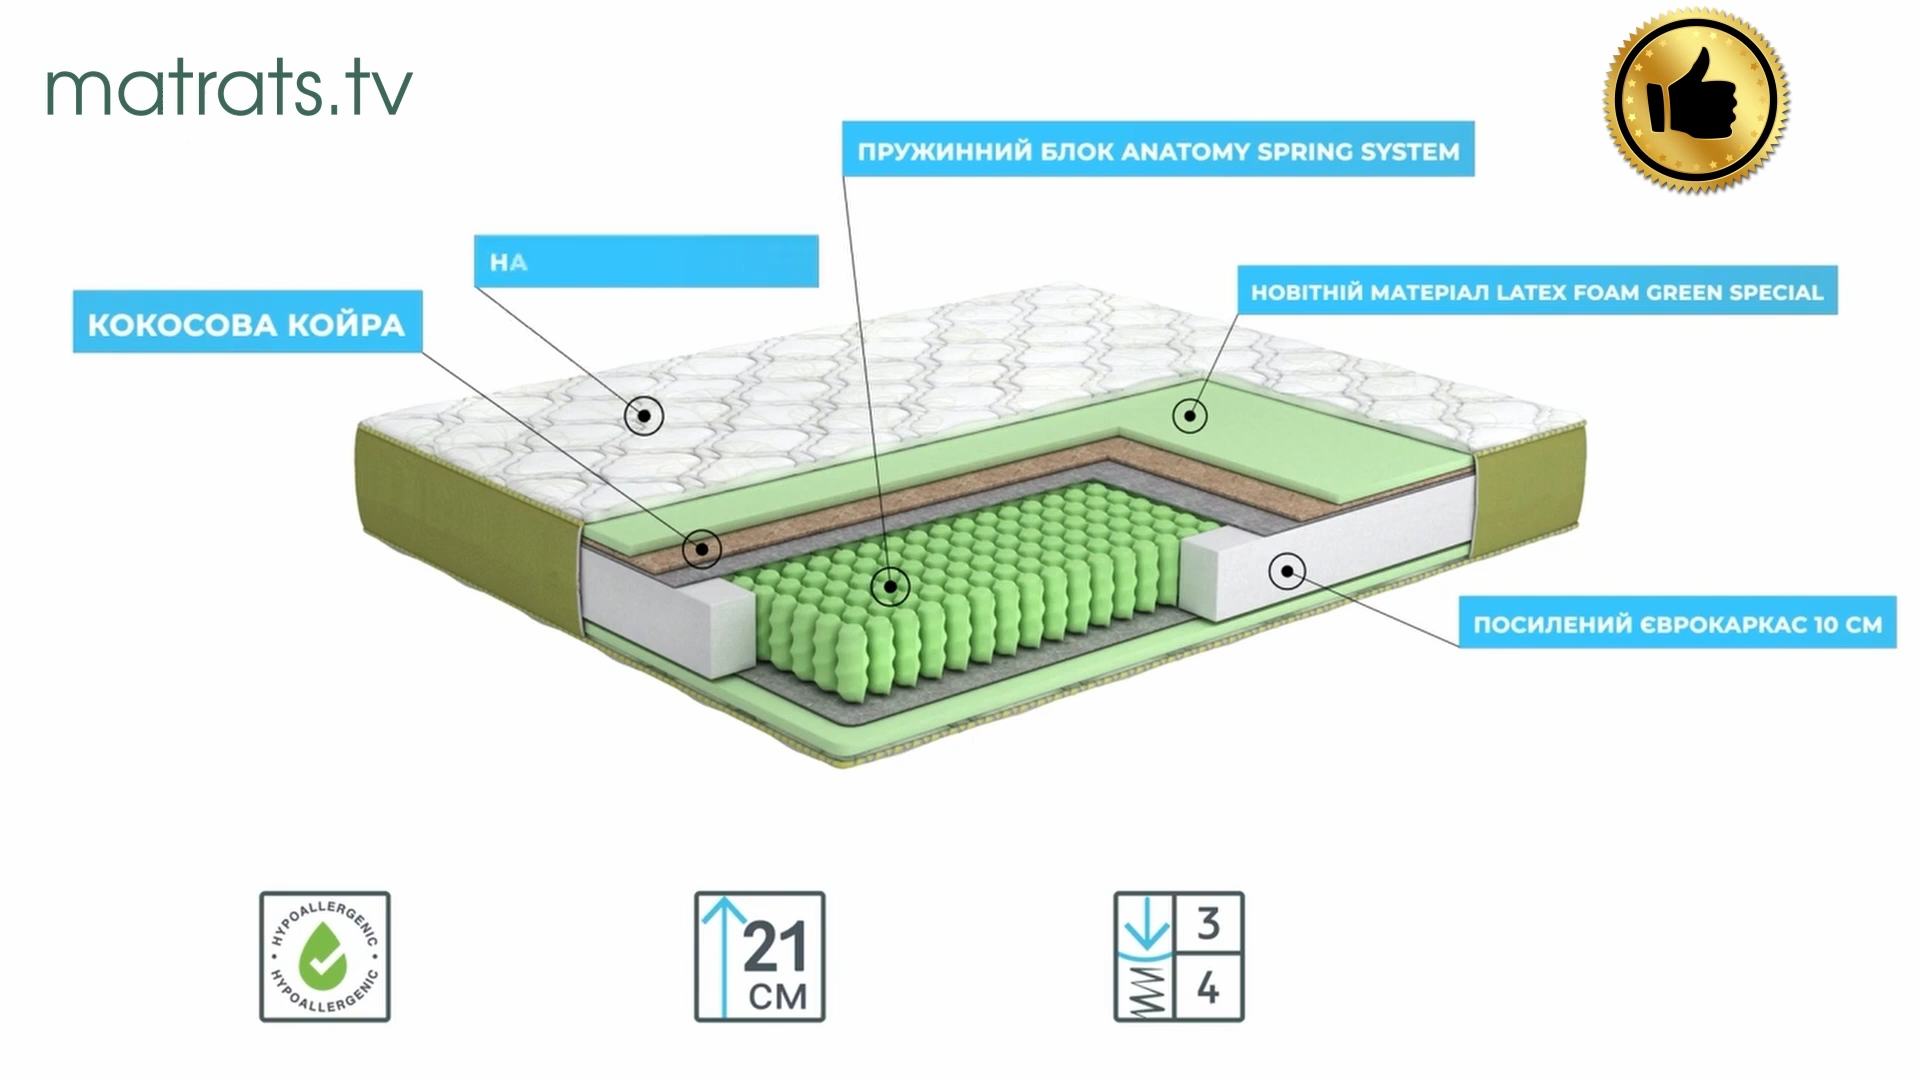 matrats.tv
ПРУЖИННИЙ БЛОК ANATOMY SPRING SYSTEM
НА
НОВІТНІЙ МАТЕРІАЛ LATEX FOAM GREEN SPECIAL
КОКОСОВА КОЙРА
ПОСИЛЕНИЙ ЄВРОКАРКАС 10 СМ
HYPOALLERGENIC
HYPOALLERGENIC
21
СМ
3
4